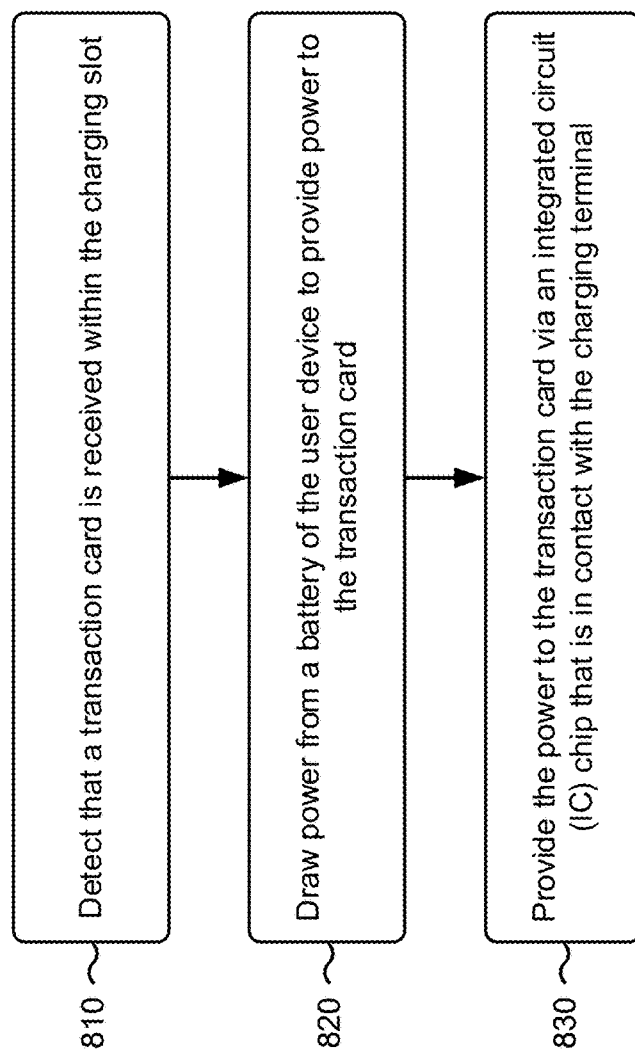 810
Detect that a transaction card is received within the charging slot
820
Draw power from a battery of the user device to provide power to
the transaction card
830
Provide the power to the transaction card via an integrated circuit
(IC) chip that is in contact with the charging terminal